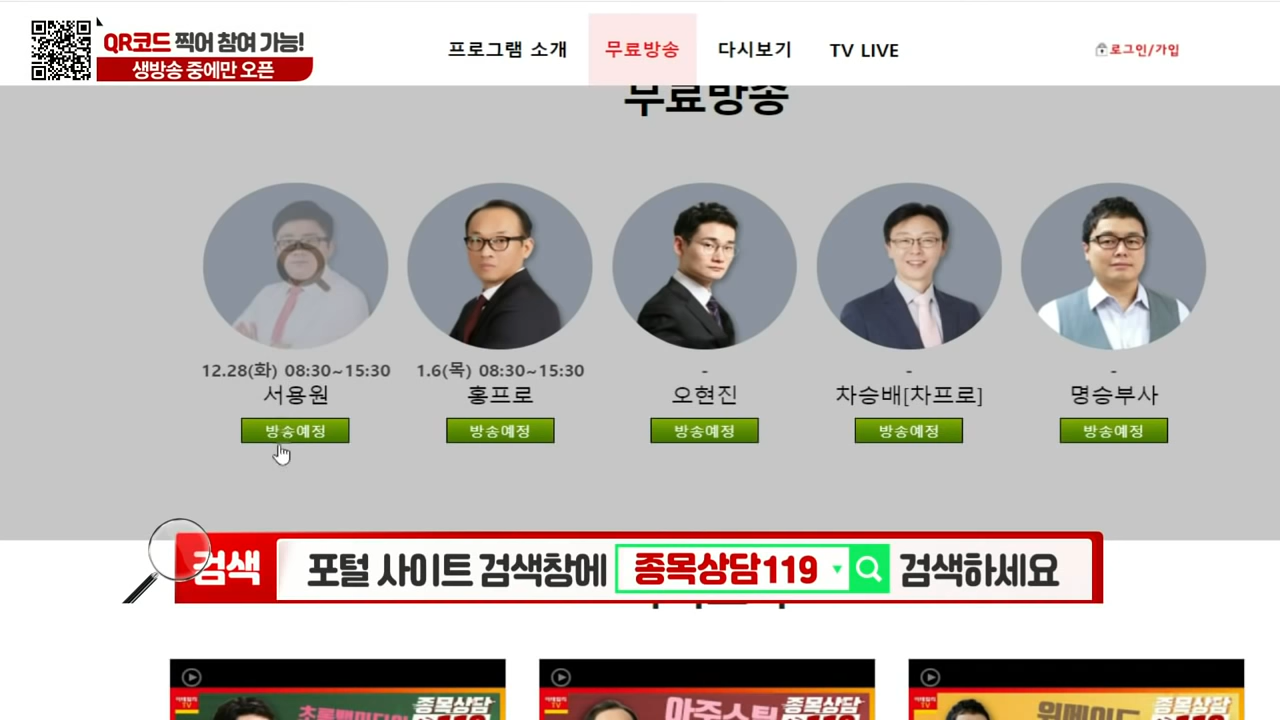 QR코드 찍어 참여 가능!
생방송 중에만 오픈
프로그램 소개
무료방송
다시보기
TV LIVE
로그인/가입
무료방송
12.28(화) 08:30~15:30
서용원
방송예정
1.6(목) 08:30~15:30
홍프로
방송예정
-
오현진
방송예정
-
차승배[차프로]
방송예정
-
명승부사
방송예정
검색
포털 사이트 검색창에 종목상담119 검색하세요
종목상담
종목상담
종목상담